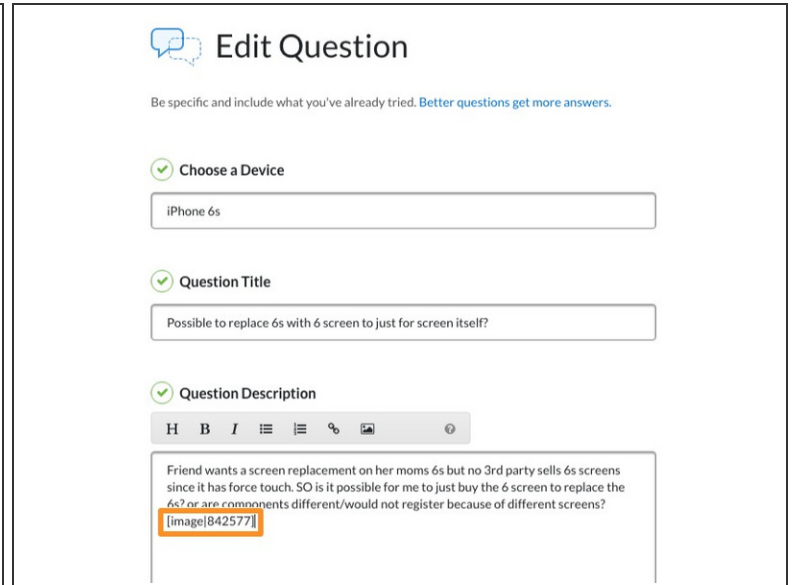 Edit Question
Be specific and include what you've already tried. Better questions get more answers.
Choose a Device
iPhone 6s
Question Title
Possible to replace 6s with 6 screen to just for screen itself?
Question Description
H B I
Friend wants a screen replacement on her moms 6s but no 3rd party sells 6s screens
since it has force touch. SO is it possible for me to just buy the 6 screen to replace the
6s? or are components different/would not register because of different screens?
[image|842577]